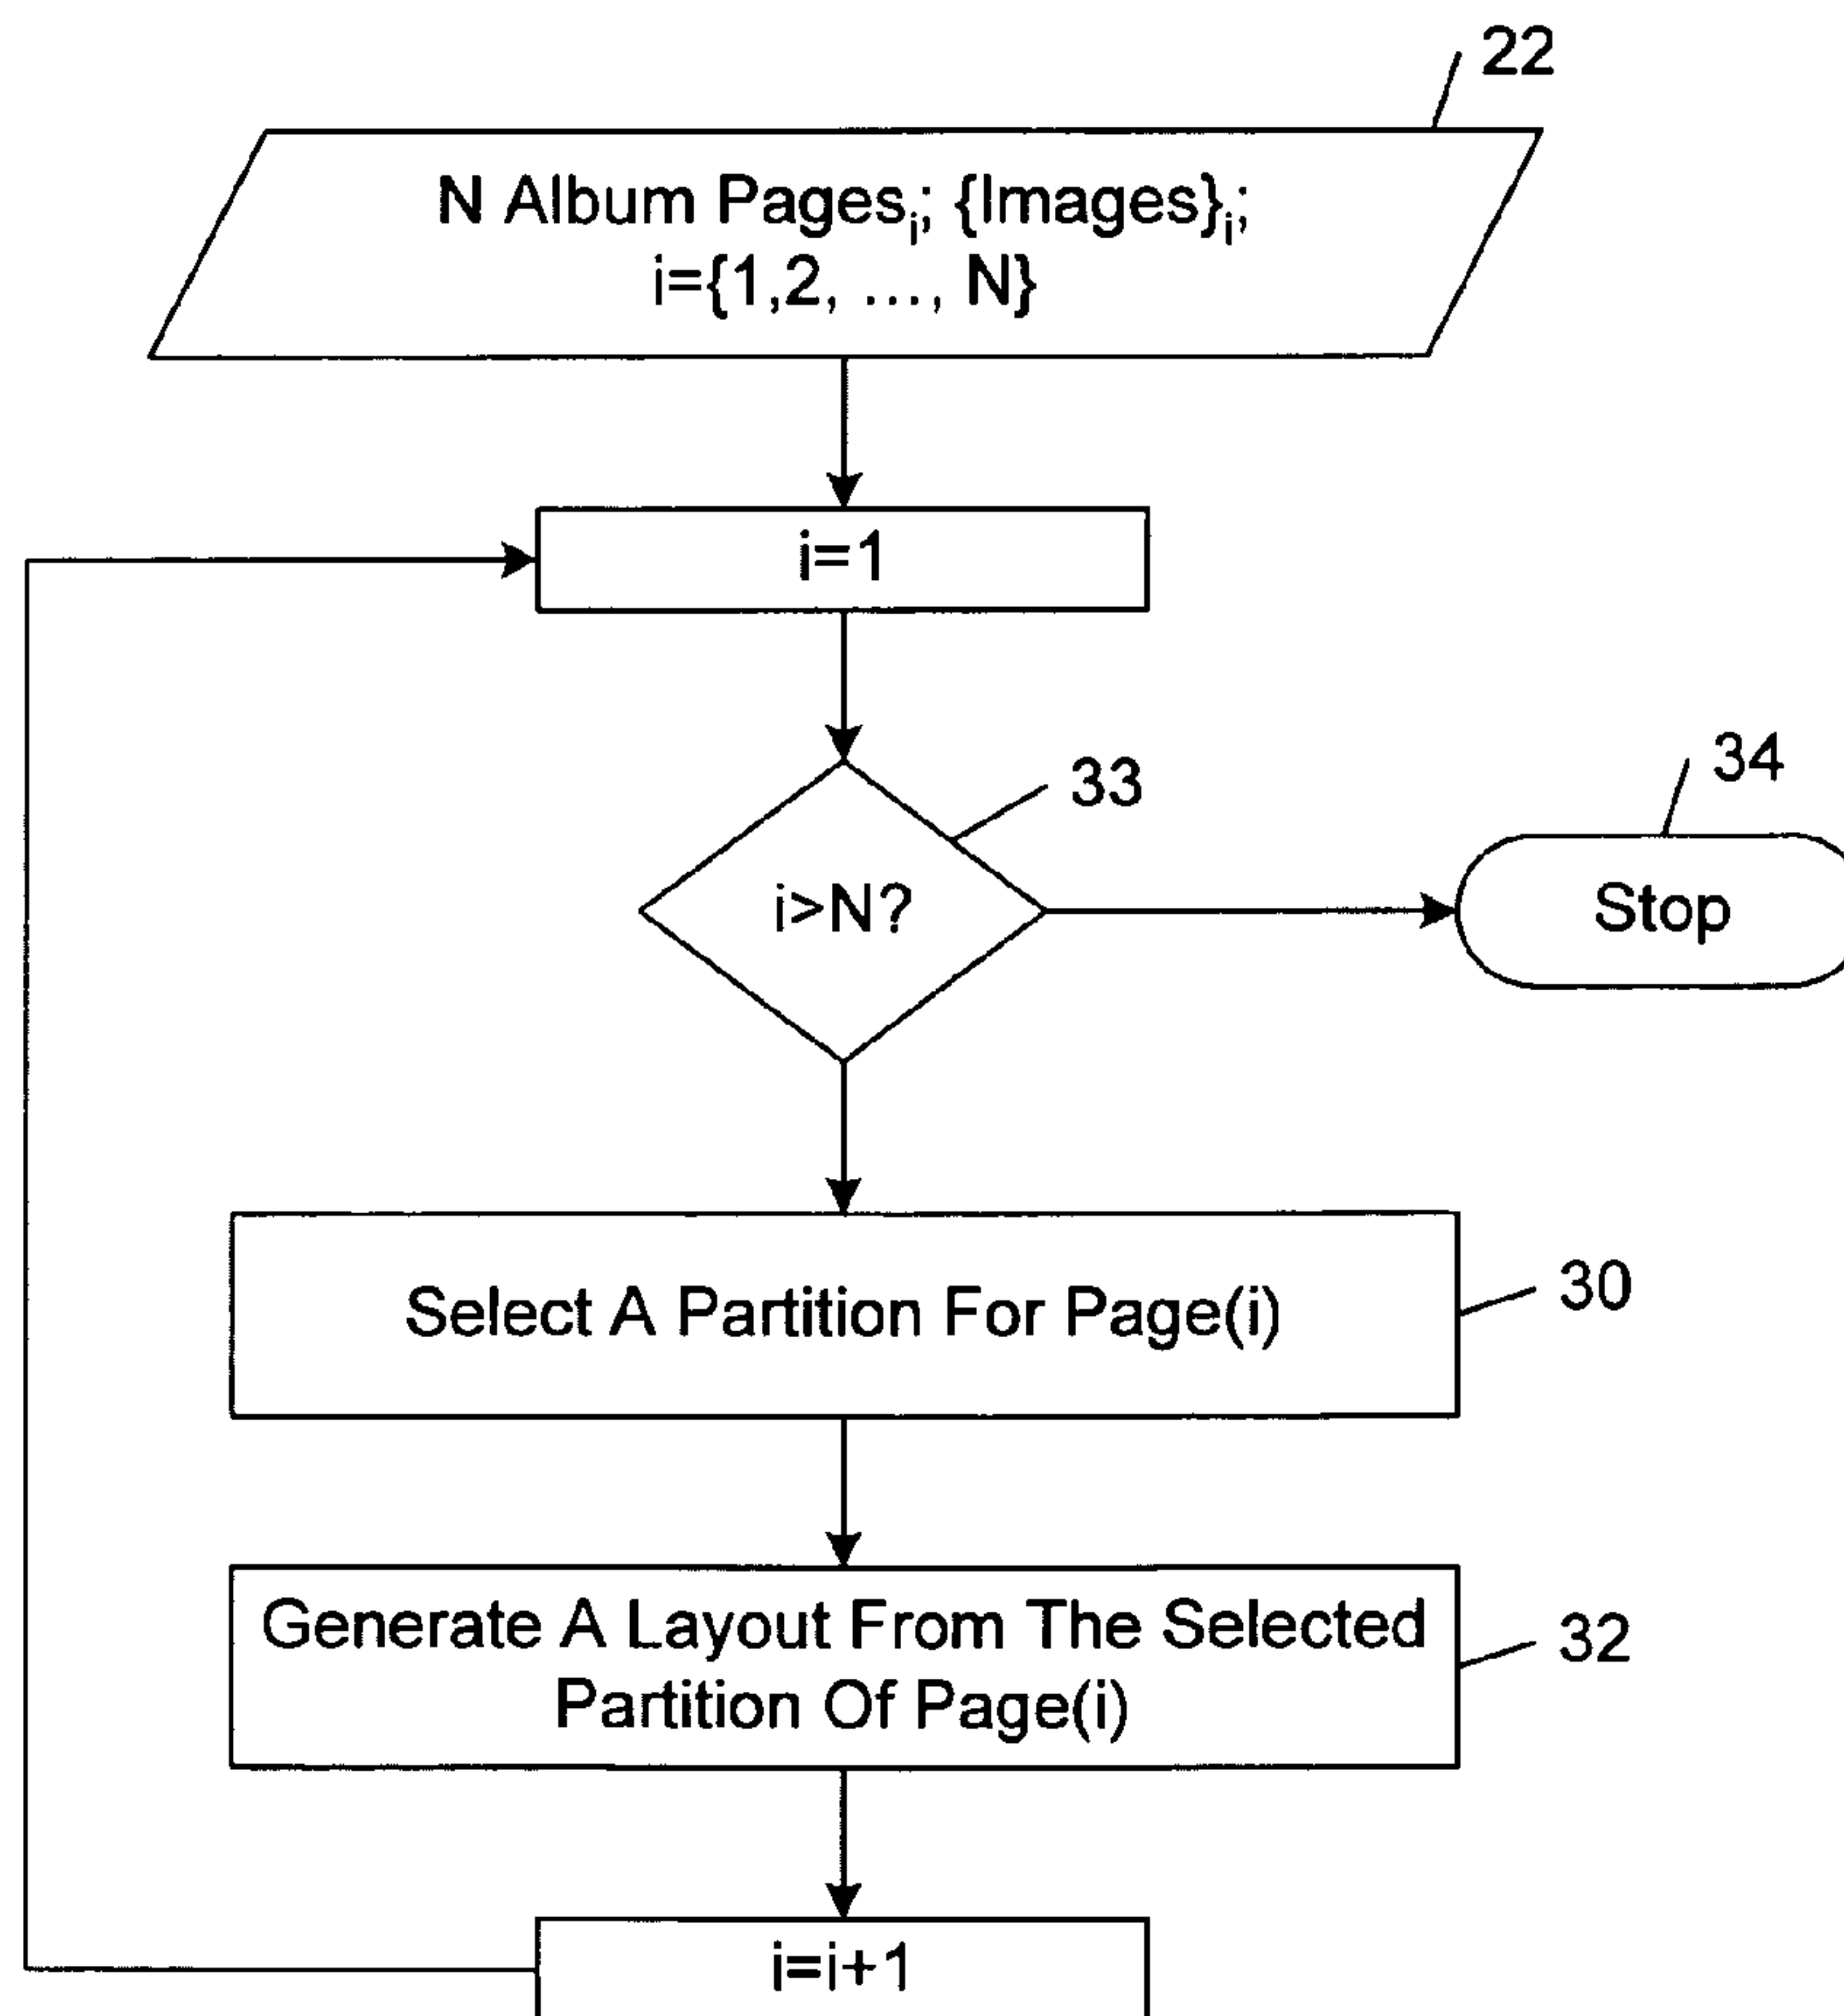 22
N Album Pagesᵢ; {Images}ᵢ;
i={1,2, ..., N}
i=1
33
34
i>N?
Stop
30
Select A Partition For Page(i)
Generate A Layout From The Selected
32
Partition Of Page(i)
i=i+1